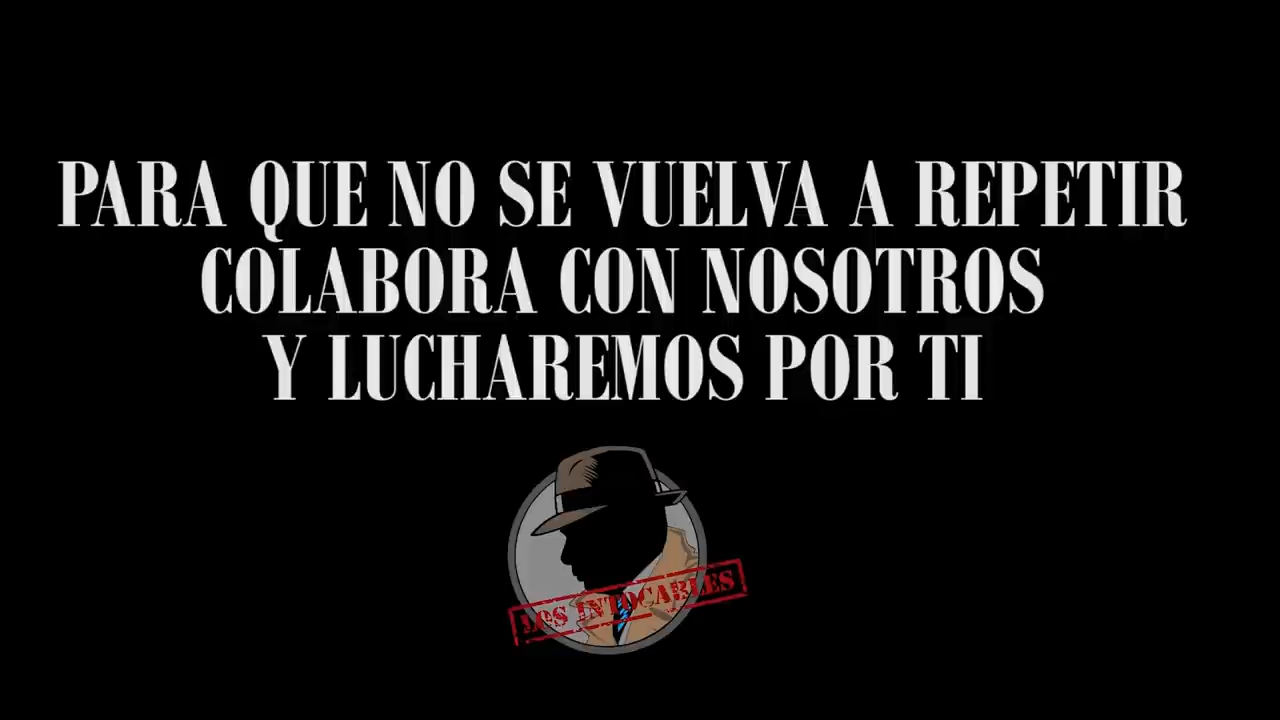 PARA QUE NO SE VUELVA A REPETIR
COLABORA CON NOSOTROS
Y LUCHAREMOS POR TI
LOS INTOCABLES